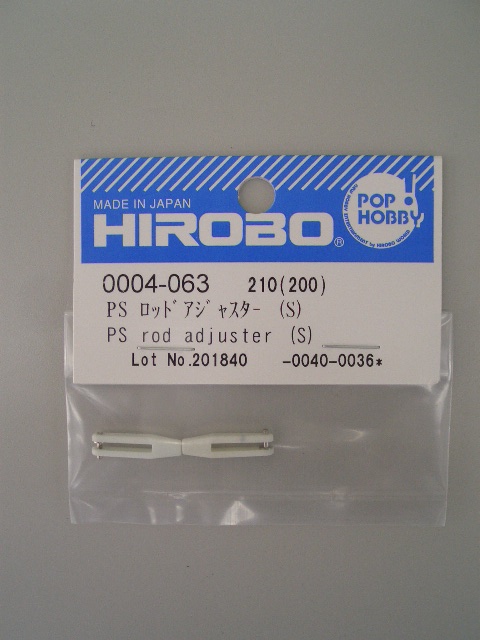 MADE IN JAPAN
HIROBO®
POP!
HOBBY
0004-063 210(200)
PS ロッドアジャスター (S)
PS rod adjuster (S)
Lot No.201840 -0040-0036*